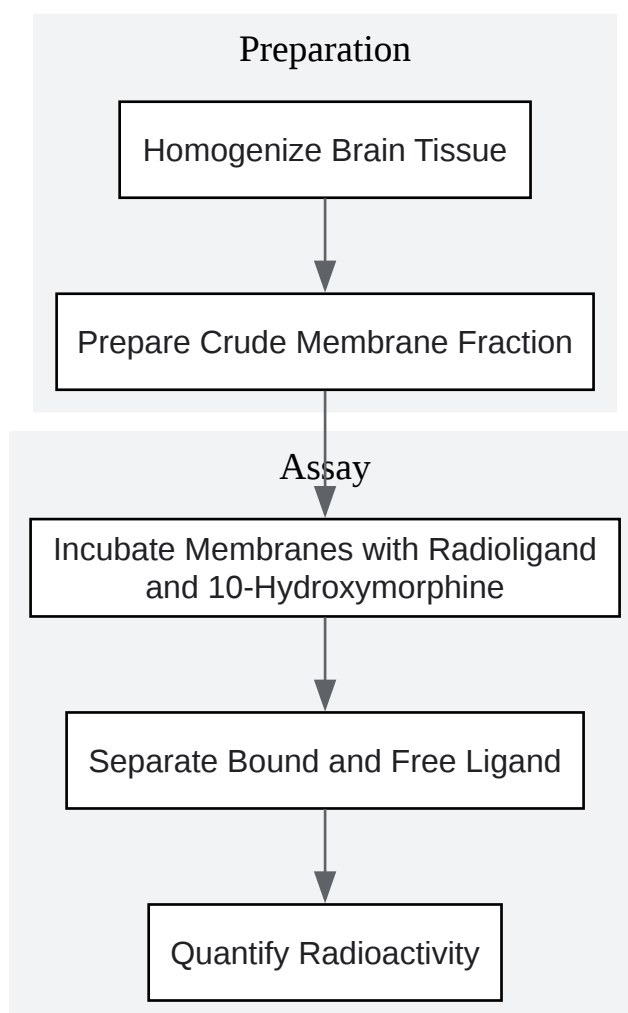 Preparation
Homogenize Brain Tissue
Prepare Crude Membrane Fraction
Assay
Incubate Membranes with Radioligand
and 10-Hydroxymorphine
Separate Bound and Free Ligand
Quantify Radioactivity